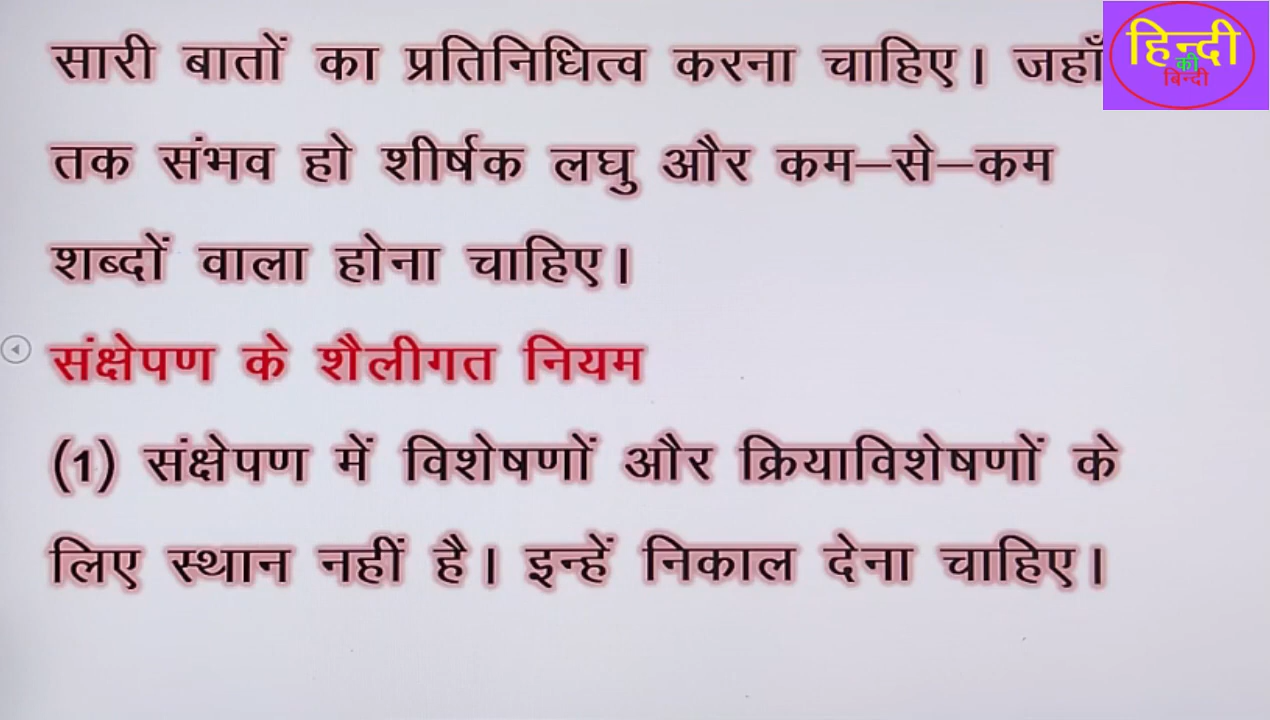 सारी बातों का प्रतिनिधित्व करना चाहिए। जहाँ
तक संभव हो शीर्षक लघु और कम–से–कम
शब्दों वाला होना चाहिए।
संक्षेपण के शैलीगत नियम
(1) संक्षेपण में विशेषणों और क्रियाविशेषणों के
लिए स्थान नहीं है। इन्हें निकाल देना चाहिए।
हिन्दी
की
बिन्दी